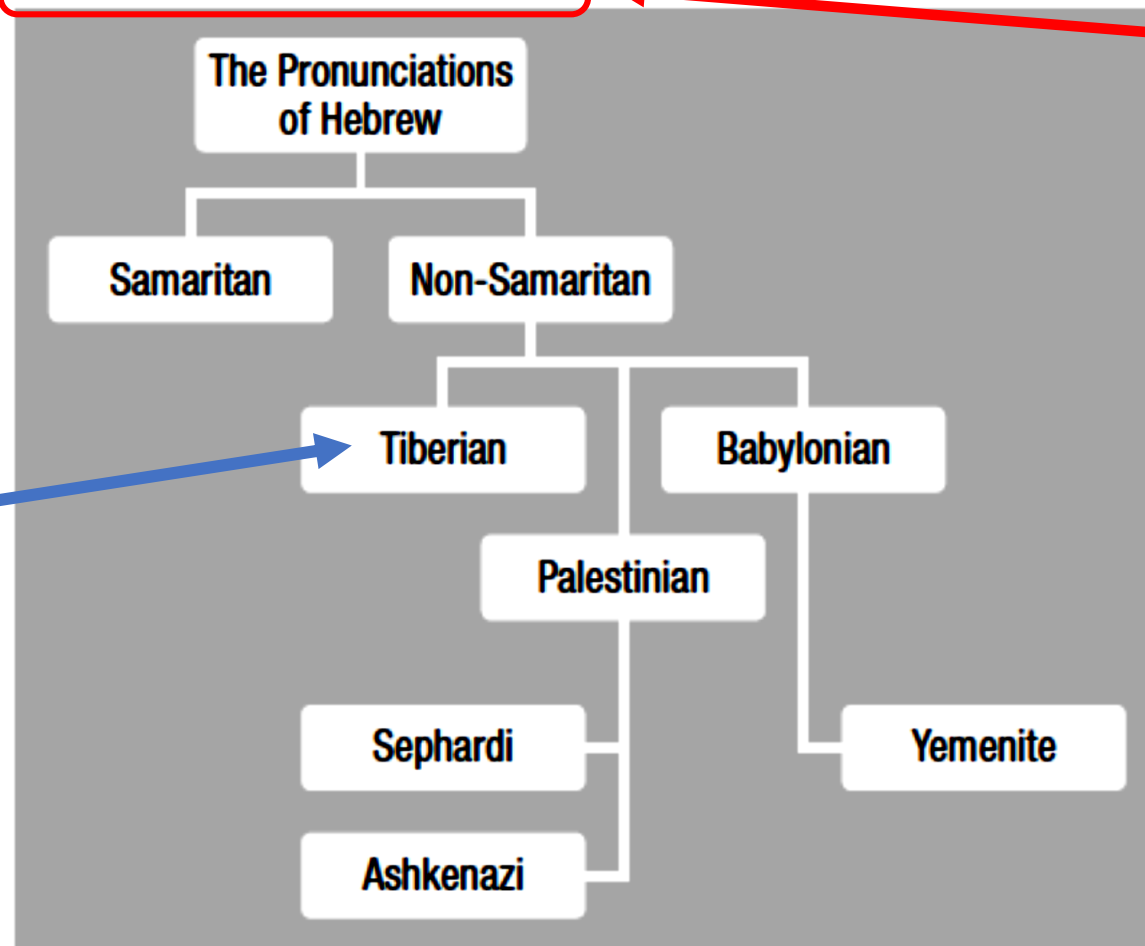 The Pronunciations
of Hebrew
Samaritan
Non-Samaritan
Tiberian
Babylonian
Palestinian
Sephardi
Yemenite
Ashkenazi